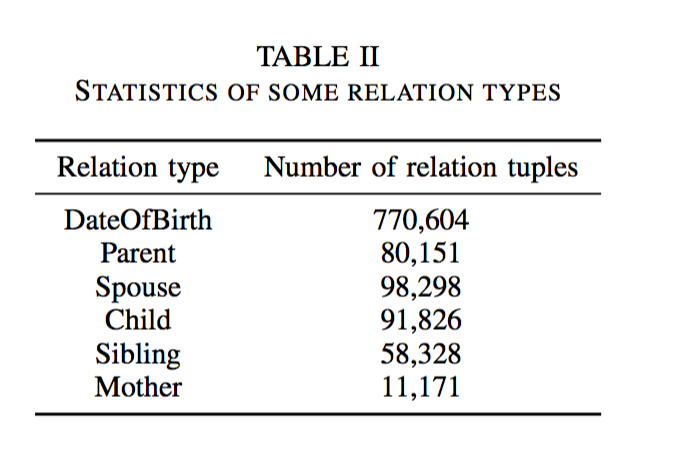 TABLE II
STATISTICS OF SOME RELATION TYPES
Relation type Number of relation tuples
DateOfBirth 770,604
Parent 80,151
Spouse 98,298
Child 91,826
Sibling 58,328
Mother 11,171